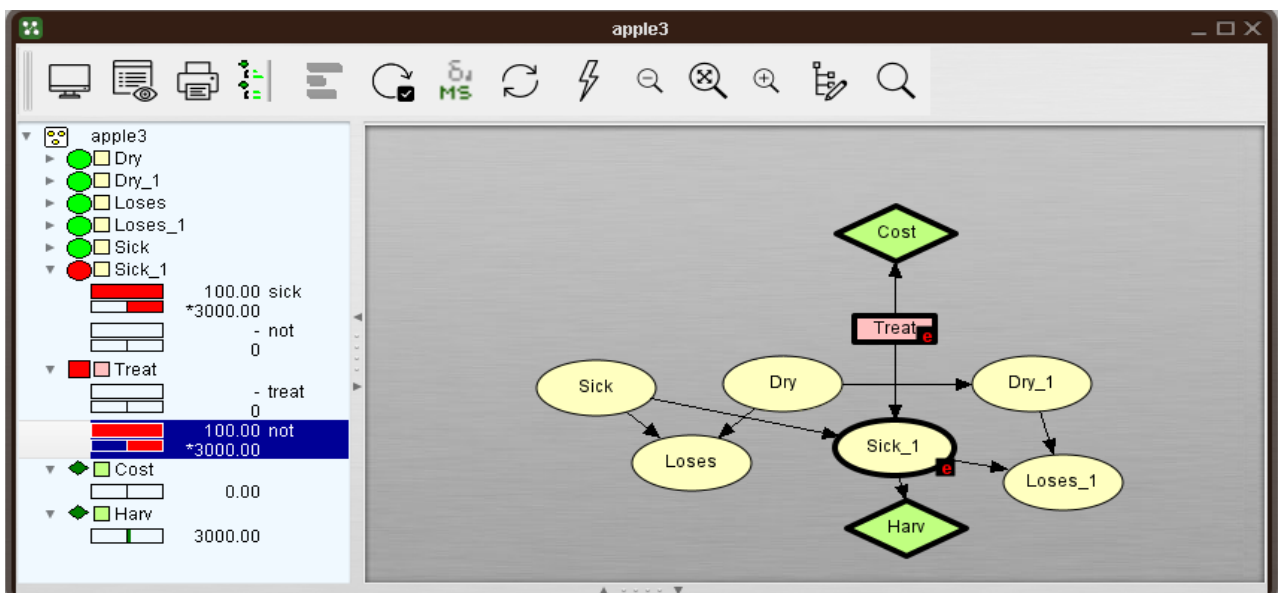 apple3
δ
MS
apple3
Dry
Dry_1
Loses
Loses_1
Sick
Sick_1
100.00 sick
*3000.00
- not
0
Treat
- treat
0
100.00 not
*3000.00
Cost
0.00
Harv
3000.00
Cost
Treat
e
Sick
Dry
Dry_1
Sick_1
e
Loses
Loses_1
Harv